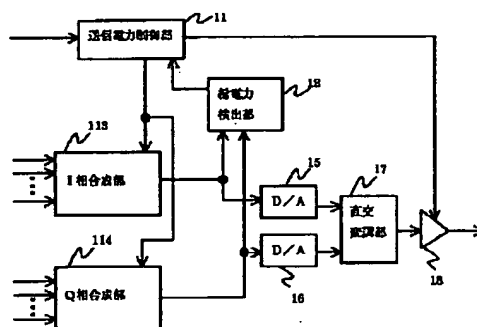 11
送信電力制御部
12
総電力
検出部
113
I相合成部
15
D/A
17
直交
変調部
D/A
16
18
114
Q相合成部